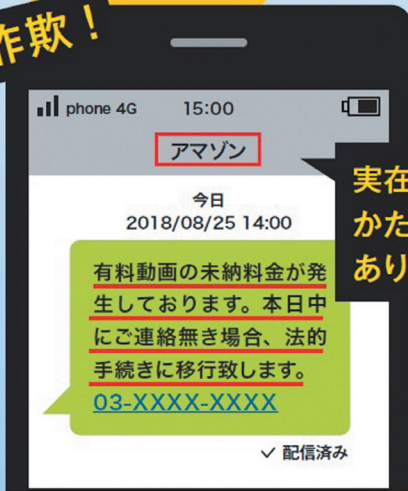 詐欺!
phone 4G 15:00
アマゾン
実在
かた
あり
今日
2018/08/25 14:00
有料動画の未納料金が発
生しております。本日中
にご連絡無き場合、法的
手続きに移行致します。
03-XXXX-XXXX
✓ 配信済み